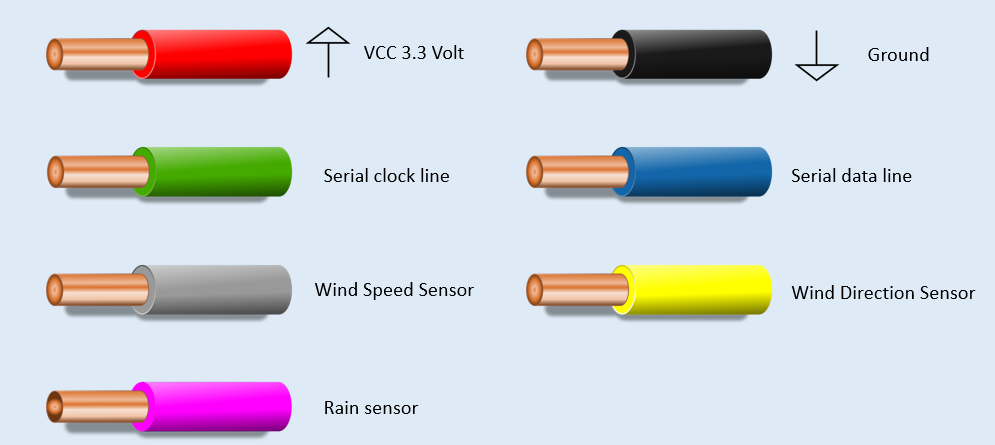 VCC 3.3 Volt
Ground
Serial clock line
Serial data line
Wind Speed Sensor
Wind Direction Sensor
Rain sensor